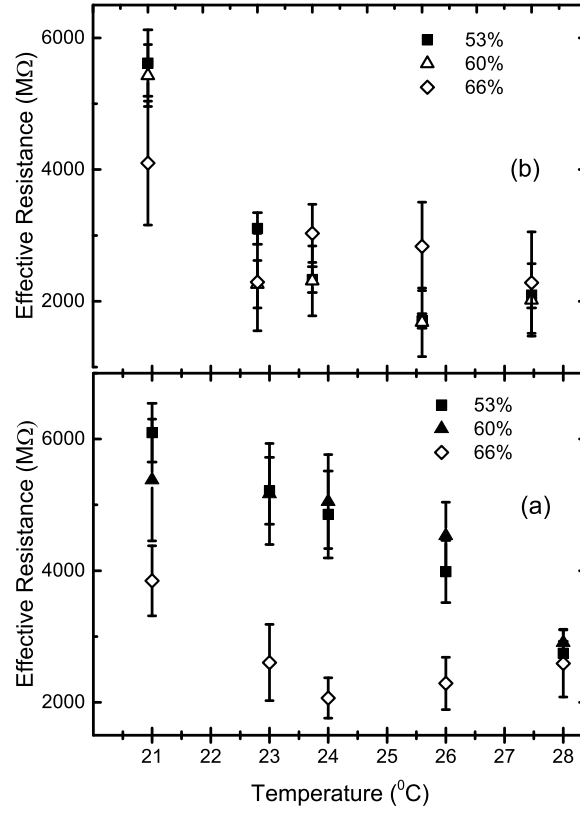 6000
4000
2000
Effective Resistance (MΩ)
53%
60%
66%
(b)
6000
4000
2000
Effective Resistance (MΩ)
53%
60%
66%
(a)
21 22 23 24 25 26 27 28
Temperature (⁰C)